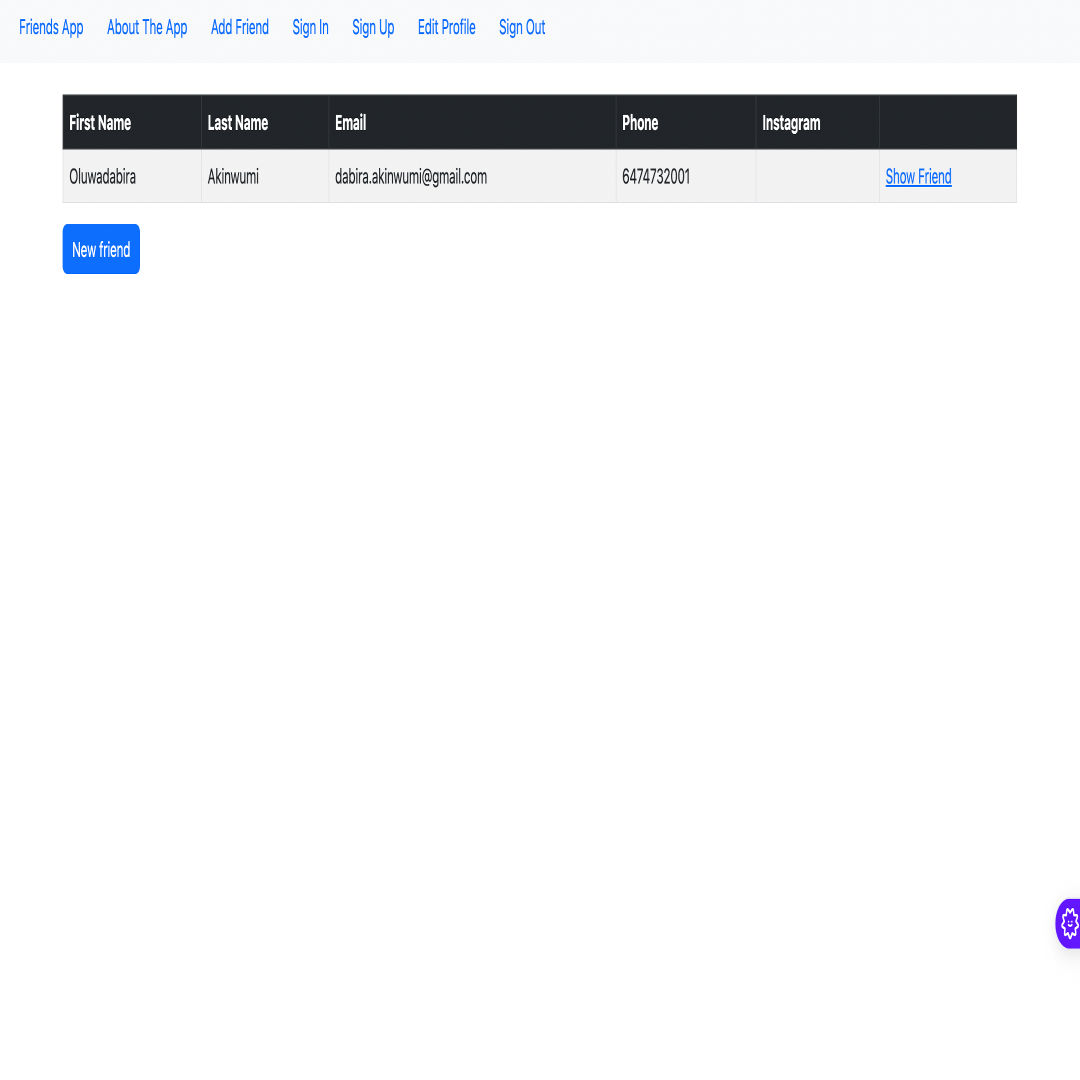 Friends App About The App Add Friend Sign In Sign Up Edit Profile Sign Out
First Name Last Name Email Phone Instagram
Oluwadabira Akinwumi dabira.akinwumi@gmail.com 6474732001 Show Friend
New friend